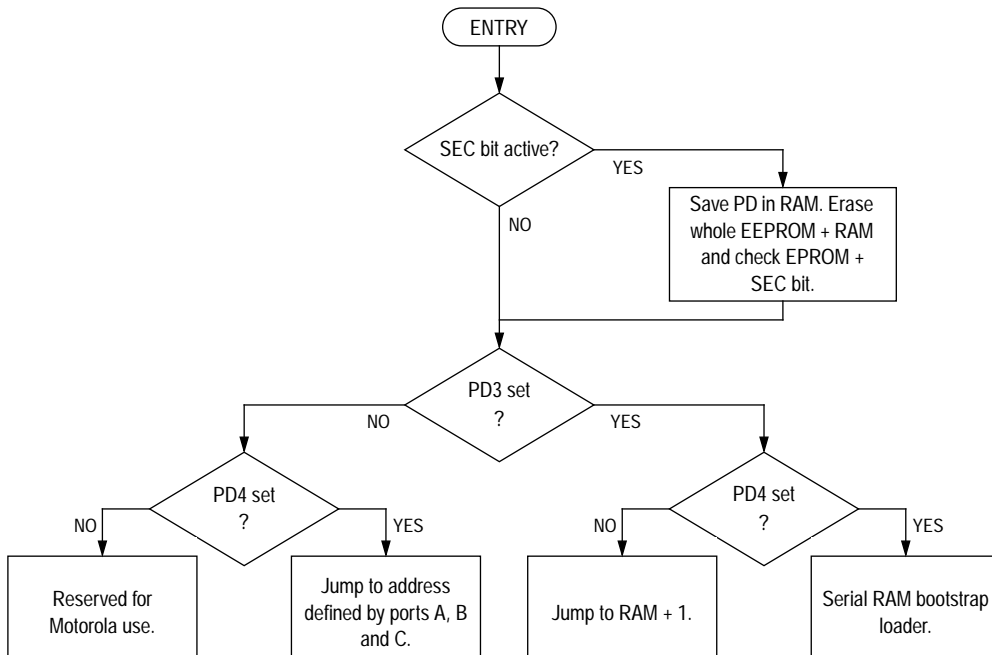 ENTRY
SEC bit active?
YES
NO
Save PD in RAM. Erase
whole EEPROM + RAM
and check EPROM +
SEC bit.
PD3 set
?
NO
YES
PD4 set
?
NO
YES
PD4 set
?
NO
YES
Reserved for
Motorola use.
Jump to address
defined by ports A, B
and C.
Jump to RAM + 1.
Serial RAM bootstrap
loader.